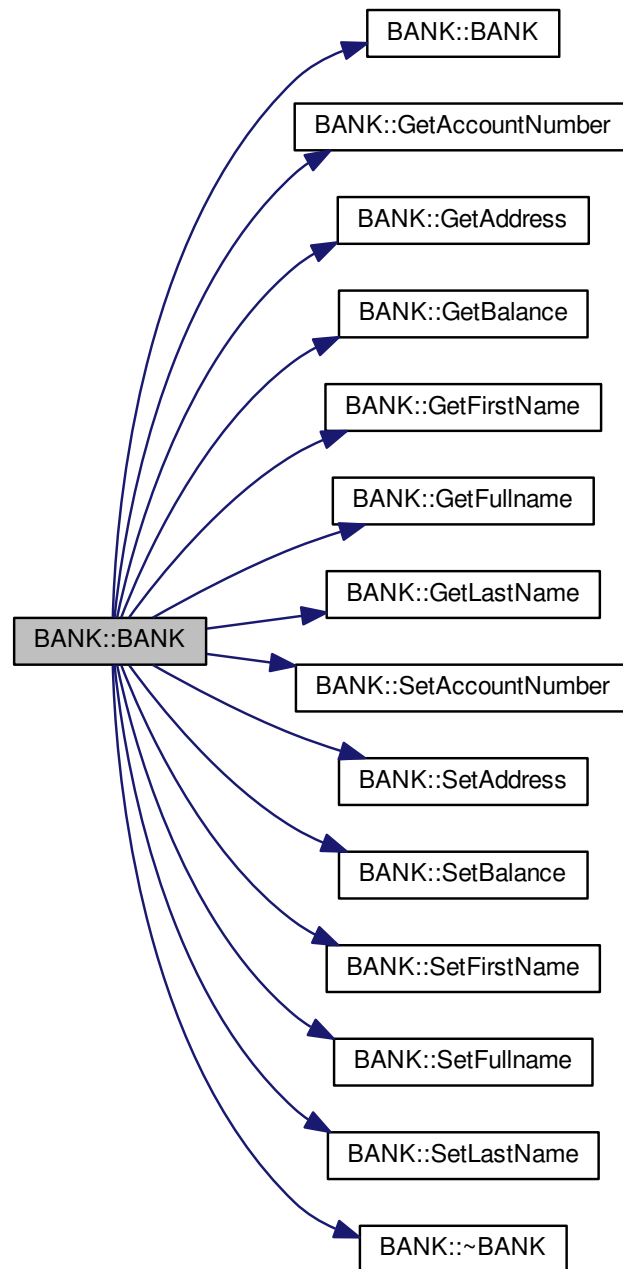 BANK::BANK
BANK::GetAccountNumber
BANK::GetAddress
BANK::GetBalance
BANK::GetFirstName
BANK::GetFullname
BANK::GetLastName
BANK::BANK
BANK::SetAccountNumber
BANK::SetAddress
BANK::SetBalance
BANK::SetFirstName
BANK::SetFullname
BANK::SetLastName
BANK::~BANK